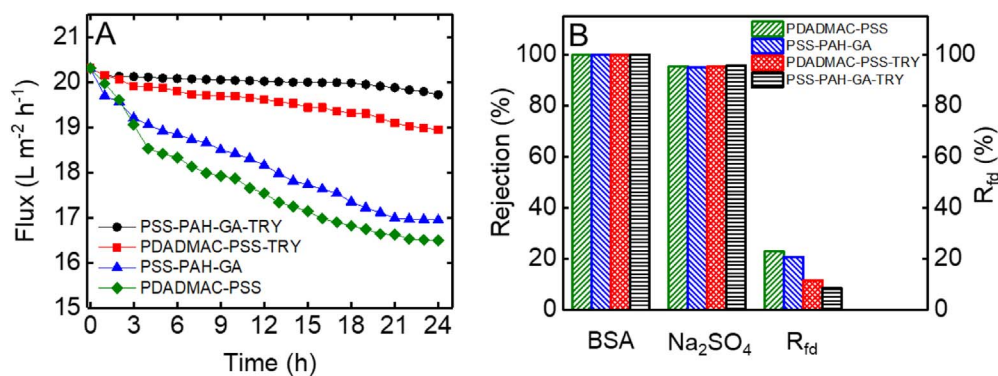 A
21
20
19
18
17
16
15
Flux (L m⁻² h⁻¹)
PSS-PAH-GA-TRY
PDADMAC-PSS-TRY
PSS-PAH-GA
PDADMAC-PSS
0 3 6 9 12 15 18 21 24
Time (h)
B
PDADMAC-PSS
PSS-PAH-GA
PDADMAC-PSS-TRY
PSS-PAH-GA-TRY
100
80
60
40
20
0
Rejection (%)
100
80
60
40
20
0
R_fd (%)
BSA Na₂SO₄ R_fd